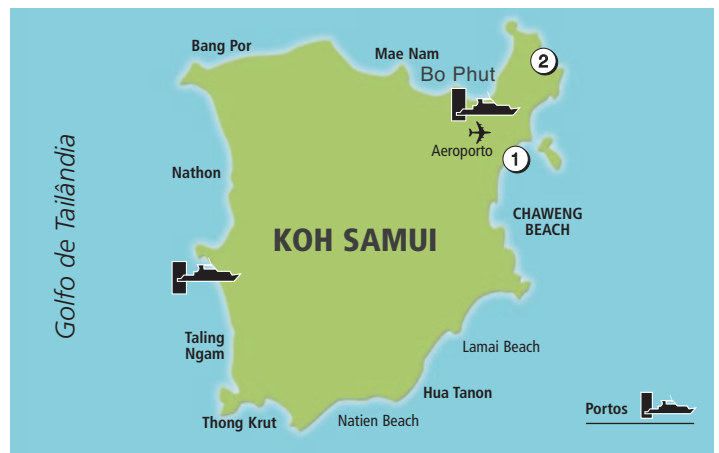 Bang Por
Mae Nam
Bo Phut
2
Aeroporto
1
Golfo de Tailândia
Nathon
CHAWENG
BEACH
KOH SAMUI
Taling
Ngam
Lamai Beach
Hua Tanon
Portos
Thong Krut
Natien Beach